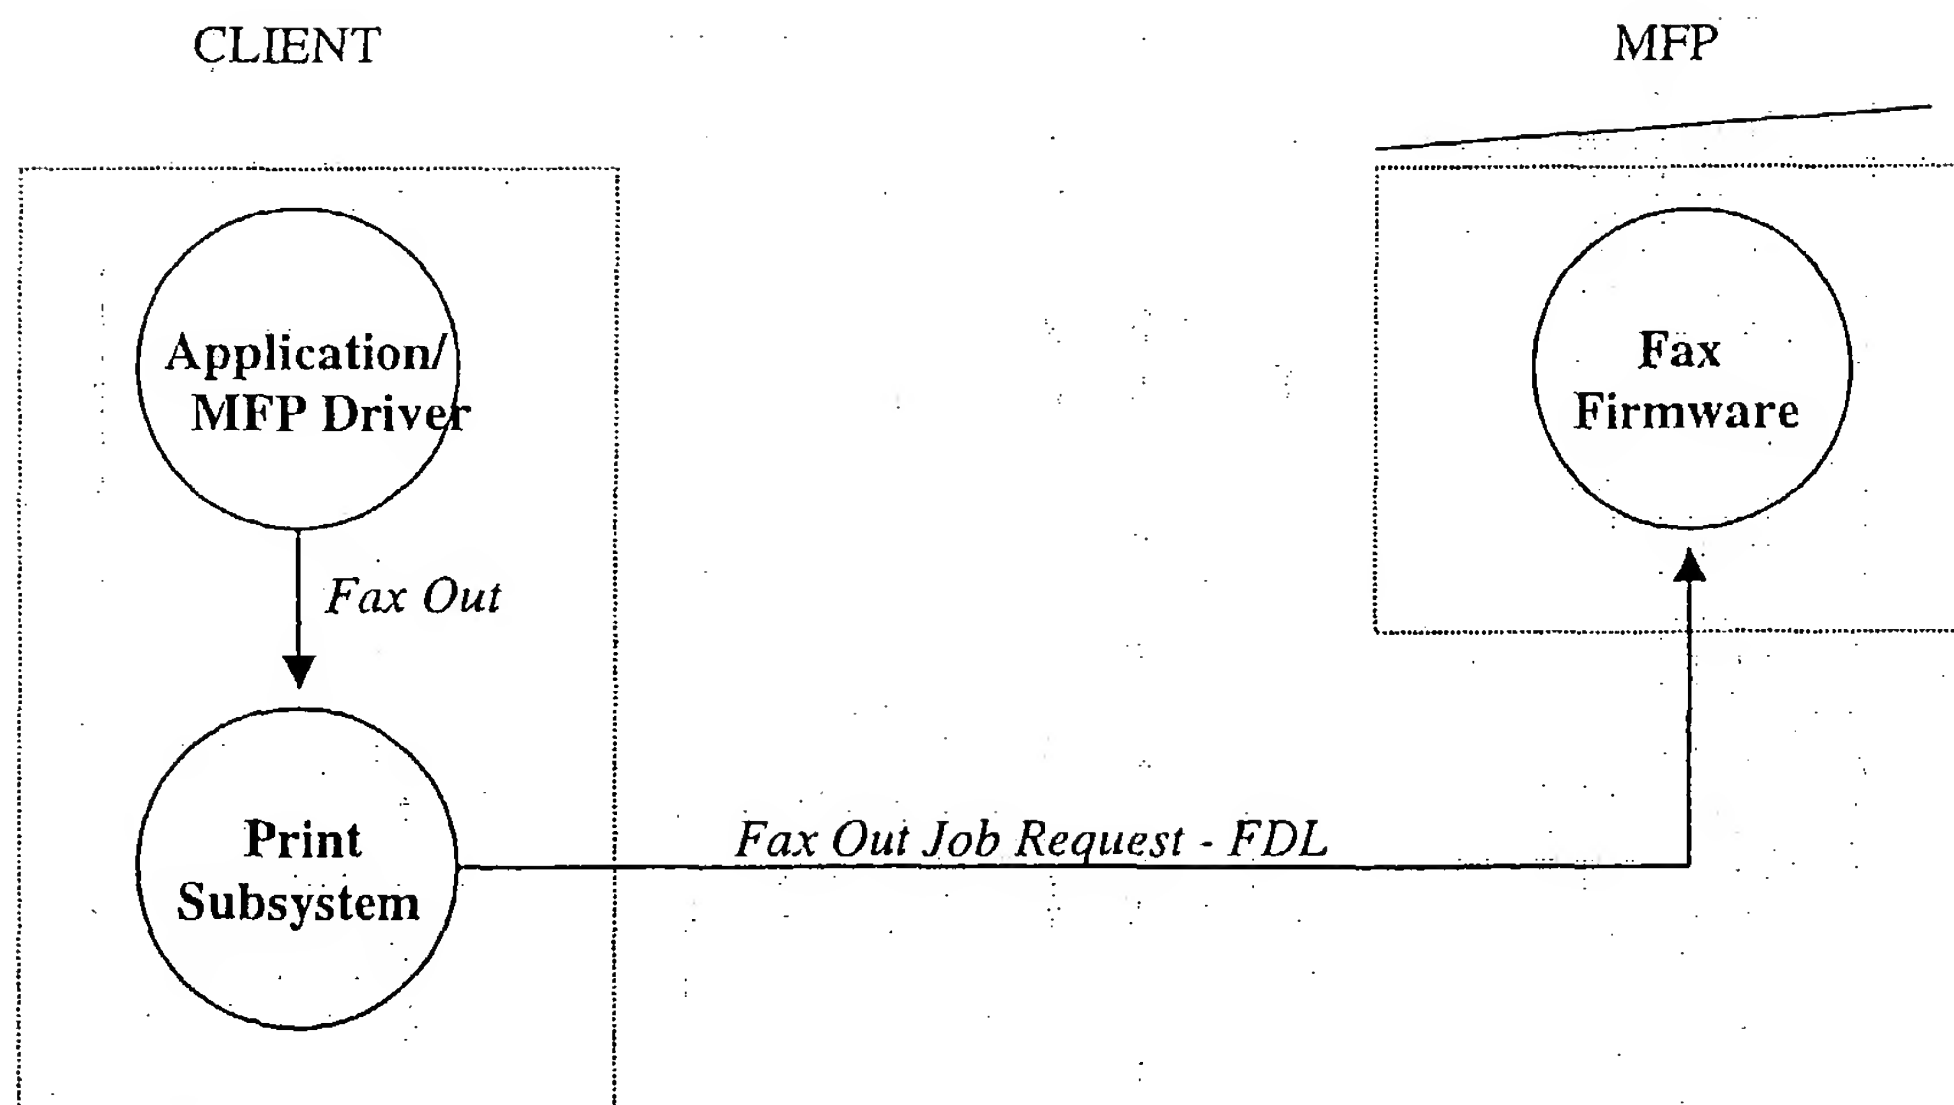 CLIENT
MFP
Application/
MFP Driver
Fax
Firmware
Fax Out
Print
Subsystem
Fax Out Job Request - FDL